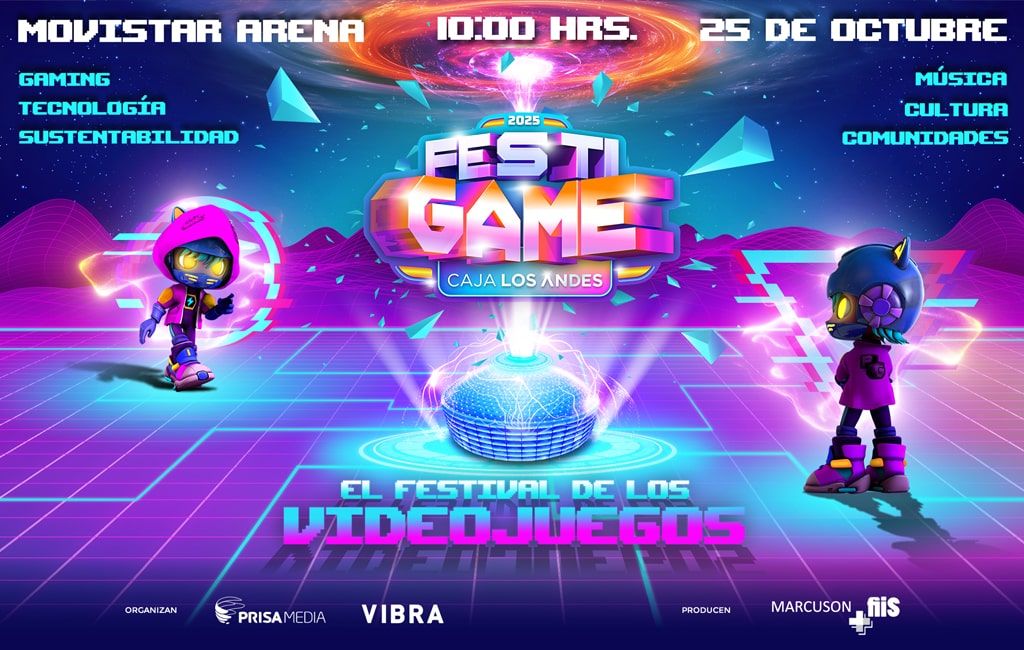 MOVISTAR ARENA
10:00 HRS.
25 DE OCTUBRE
GAMING
TECNOLOGÍA
SUSTENTABILIDAD
MÚSICA
CULTURA
COMUNIDADES
2025
FESTI
GAME
CAJA LOS ANDES
EL FESTIVAL DE LOS
VIDEOJUEGOS
ORGANIZAN
PRISA MEDIA
VIBRA
PRODUCEN
MARCUSON
+fiis